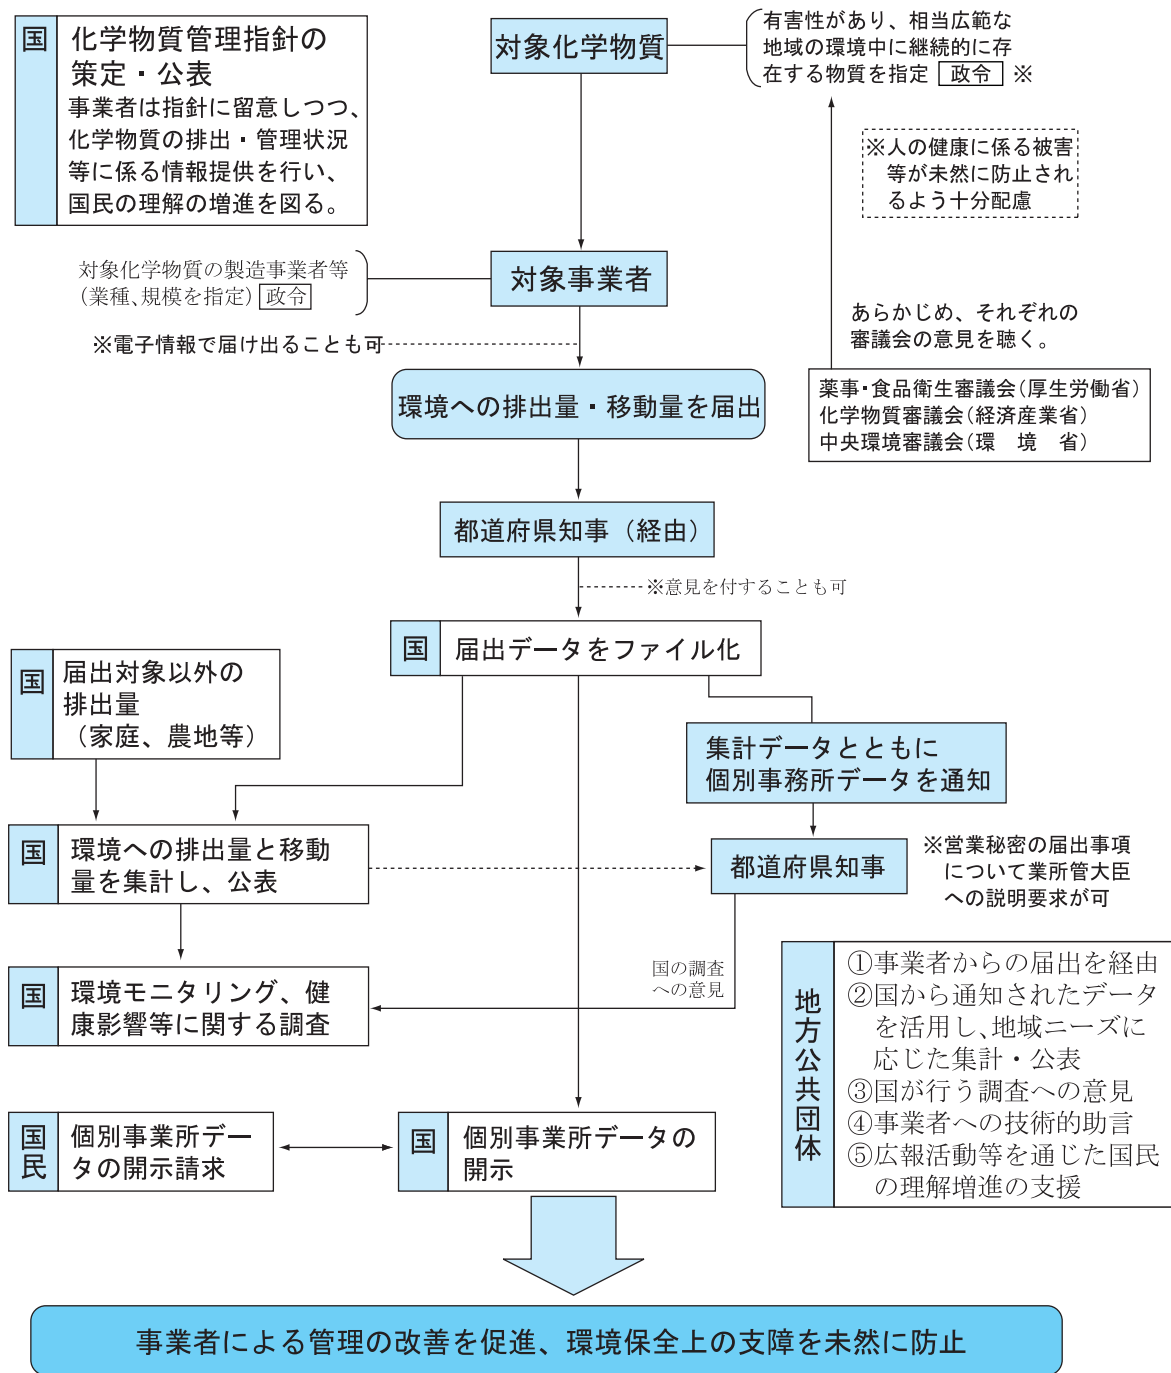 国
化学物質管理指針の
策定・公表
事業者は指針に留意しつつ、
化学物質の排出・管理状況
等に係る情報提供を行い、
国民の理解の増進を図る。
対象化学物質
有害性があり、相当広範な
地域の環境中に継続的に存
在する物質を指定 政令 ※
※人の健康に係る被害
等が未然に防止され
るよう十分配慮
対象化学物質の製造事業者等
(業種、規模を指定) 政令
対象事業者
※電子情報で届け出ることも可
あらかじめ、それぞれの
審議会の意見を聴く。
薬事・食品衛生審議会(厚生労働省)
化学物質審議会(経済産業省)
中央環境審議会(環　境　省)
環境への排出量・移動量を届出
都道府県知事（経由）
※意見を付することも可
国
届出データをファイル化
国
届出対象以外の
排出量
（家庭、農地等）
集計データとともに
個別事務所データを通知
国
環境への排出量と移動
量を集計し、公表
都道府県知事
※営業秘密の届出事項
について業所管大臣
への説明要求が可
国の調査
への意見
国
環境モニタリング、健
康影響等に関する調査
地方公共団体
①事業者からの届出を経由
②国から通知されたデータ
を活用し、地域ニーズに
応じた集計・公表
③国が行う調査への意見
④事業者への技術的助言
⑤広報活動等を通じた国民
の理解増進の支援
国民
個別事業所デー
タの開示請求
国
個別事業所データの
開示
事業者による管理の改善を促進、環境保全上の支障を未然に防止